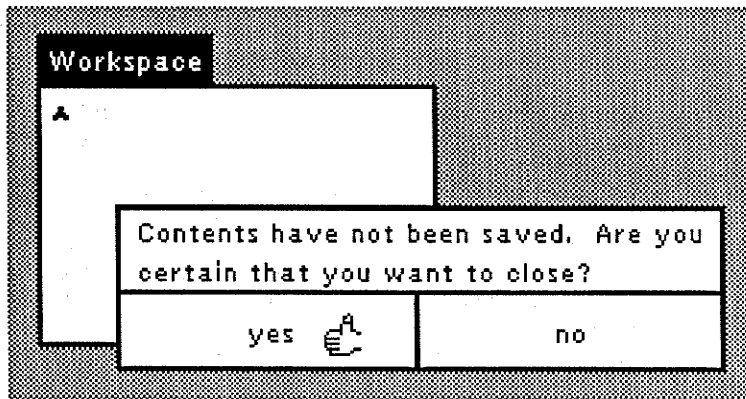 Workspace
Contents have not been saved. Are you
certain that you want to close?
yes
no